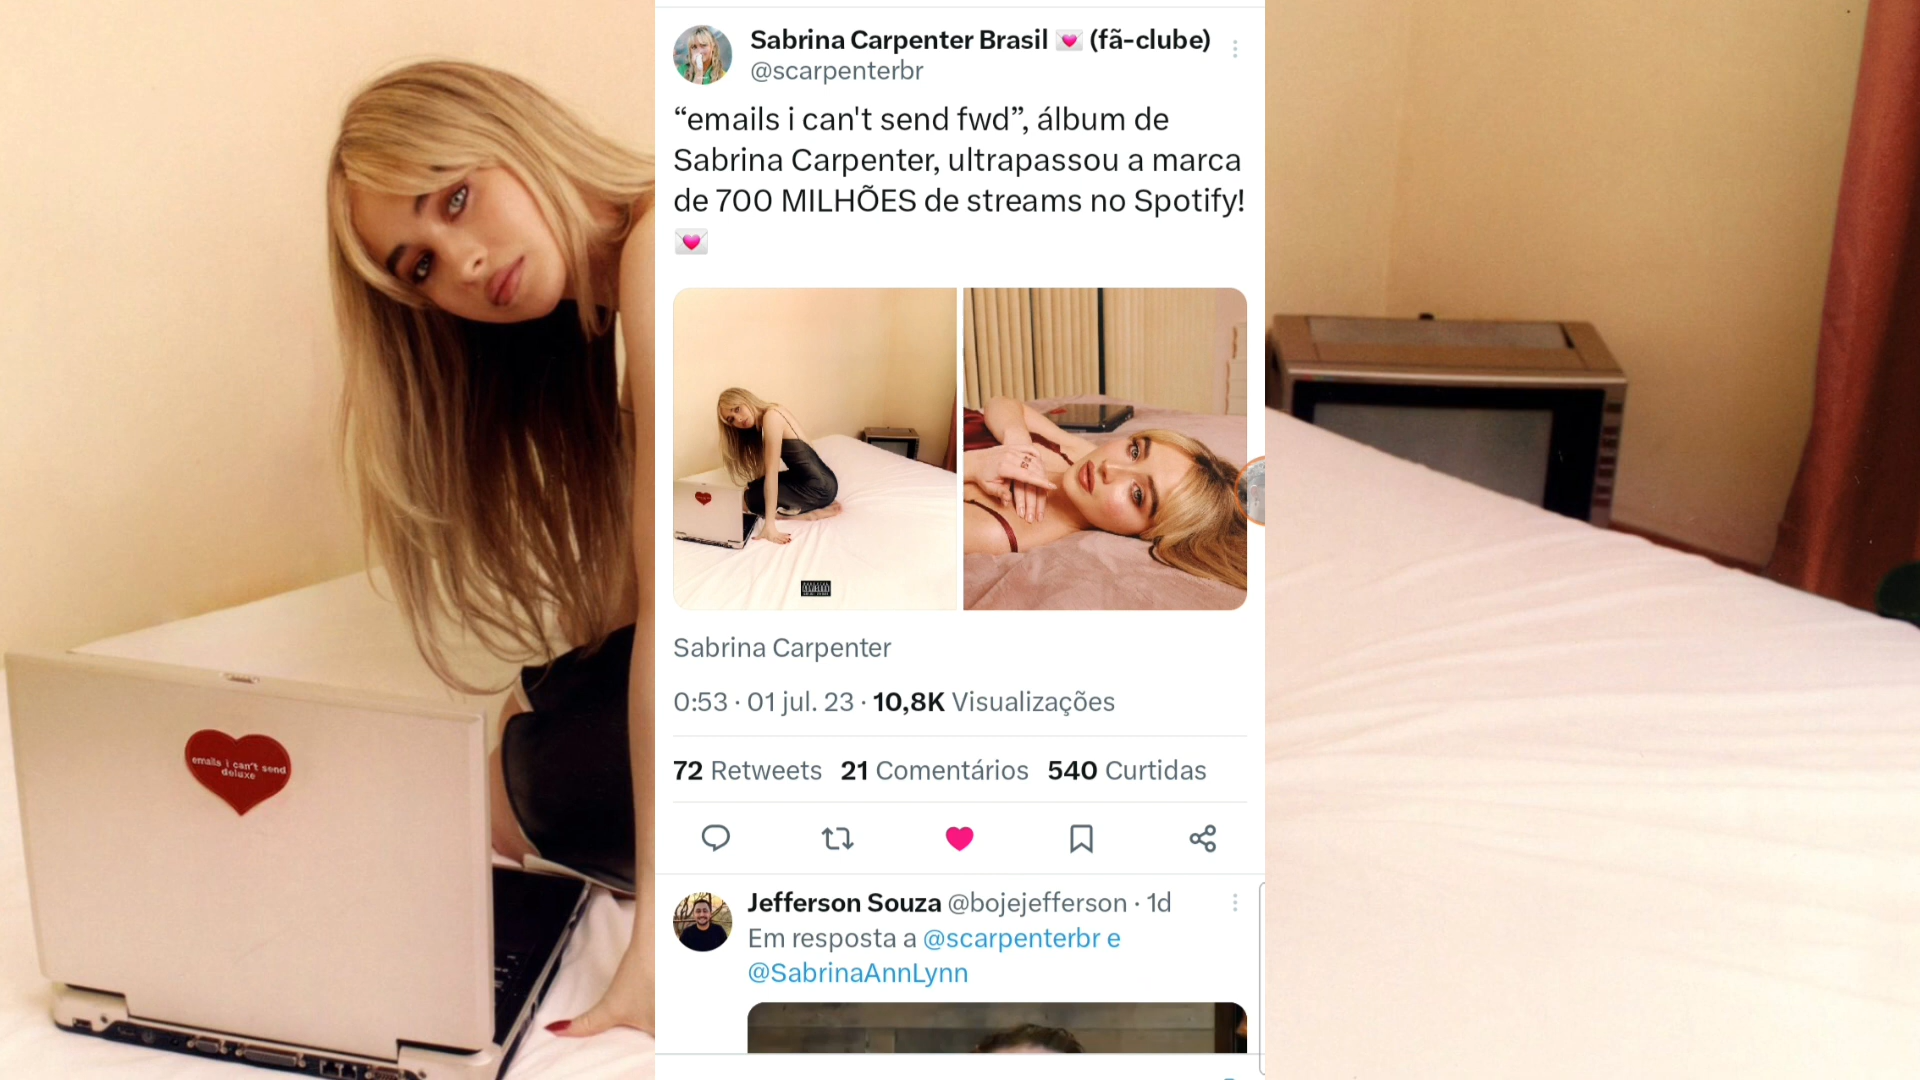 Sabrina Carpenter Brasil 💌 (fã-clube)
@scarpenterbr
“emails i can't send fwd”, álbum de
Sabrina Carpenter, ultrapassou a marca
de 700 MILHÕES de streams no Spotify!
💌
Sabrina Carpenter
0:53 · 01 jul. 23 · 10,8K Visualizações
72 Retweets 21 Comentários 540 Curtidas
Jefferson Souza @bojejefferson · 1d
Em resposta a @scarpenterbr e
@SabrinaAnnLynn
emails i can't send
deluxe